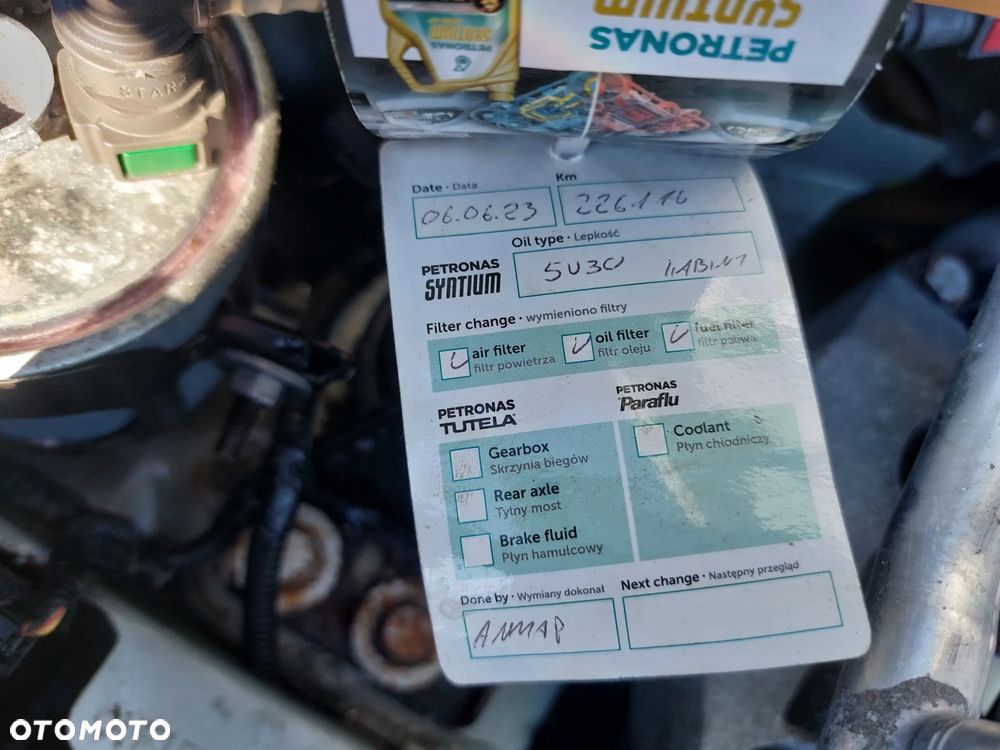 SYNTIUM
PETRONAS
START
Date · Data
Km
06.06.23
226.116
Oil type · Lepkość
PETRONAS
SYNTIUM
5W30
Filter change · wymieniono filtry
air filter
filtr powietrza
oil filter
filtr oleju
fuel filter
filtr paliwa
PETRONAS
TUTELA
PETRONAS
Paraflu
Gearbox
Skrzynia biegów
Coolant
Płyn chłodniczy
Rear axle
Tylny most
Brake fluid
Płyn hamulcowy
Done by · Wymiany dokonał
Next change · Następny przegląd
OTOMOTO